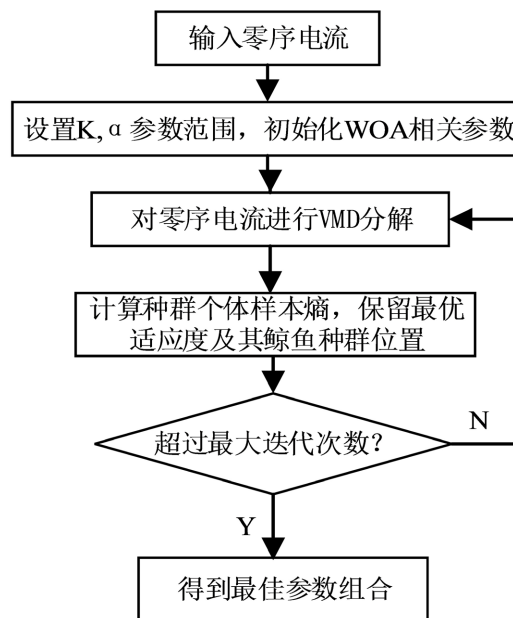 输入零序电流
设置K, α 参数范围，初始化WOA相关参数
对零序电流进行VMD分解
计算种群个体样本熵，保留最优
适应度及其鲸鱼种群位置
超过最大迭代次数？
N
Y
得到最佳参数组合